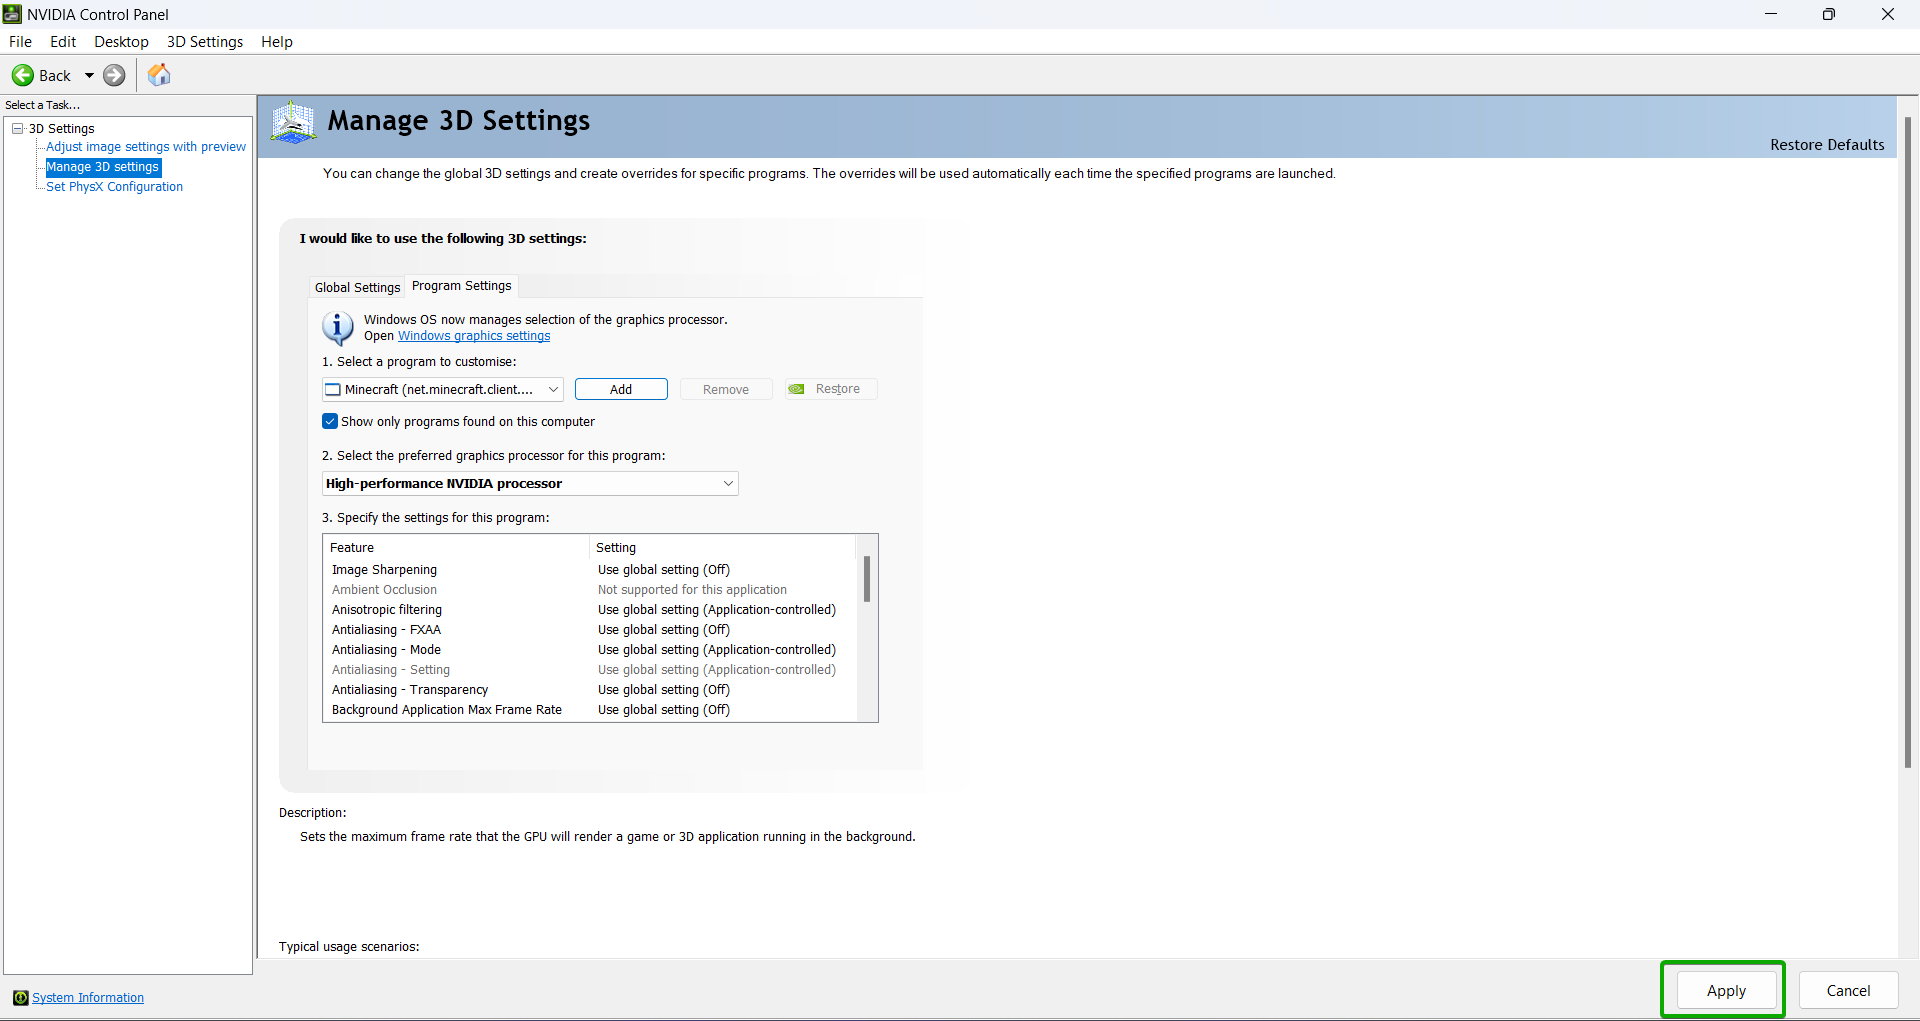 NVIDIA Control Panel
File Edit Desktop 3D Settings Help
Back
Select a Task...
3D Settings
Adjust image settings with preview
Manage 3D settings
Set PhysX Configuration
System Information
Manage 3D Settings
Restore Defaults
You can change the global 3D settings and create overrides for specific programs. The overrides will be used automatically each time the specified programs are launched.
I would like to use the following 3D settings:
Global Settings Program Settings
Windows OS now manages selection of the graphics processor.
Open Windows graphics settings
1. Select a program to customise:
Minecraft (net.minecraft.client.... Add Remove Restore
Show only programs found on this computer
2. Select the preferred graphics processor for this program:
High-performance NVIDIA processor
3. Specify the settings for this program:
Feature Setting
Image Sharpening Use global setting (Off)
Ambient Occlusion Not supported for this application
Anisotropic filtering Use global setting (Application-controlled)
Antialiasing - FXAA Use global setting (Off)
Antialiasing - Mode Use global setting (Application-controlled)
Antialiasing - Setting Use global setting (Application-controlled)
Antialiasing - Transparency Use global setting (Off)
Background Application Max Frame Rate Use global setting (Off)
Description:
Sets the maximum frame rate that the GPU will render a game or 3D application running in the background.
Typical usage scenarios:
Apply Cancel